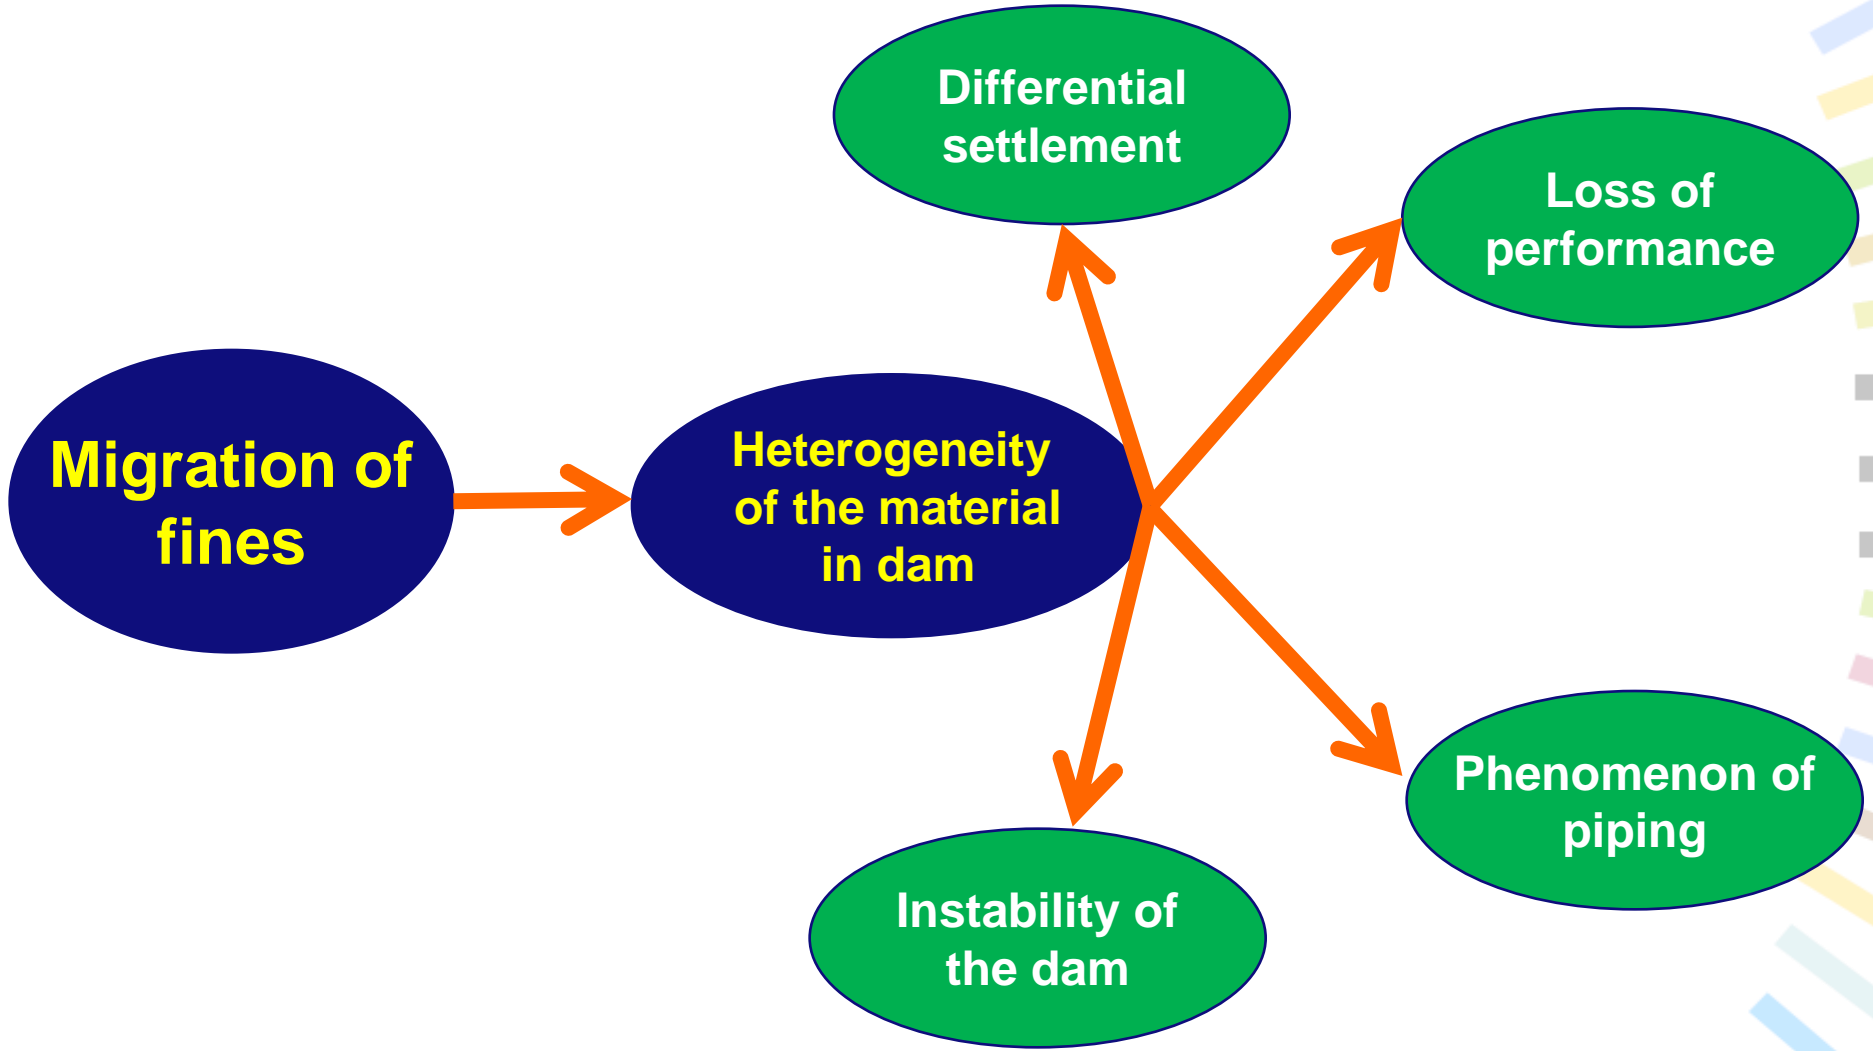 Differential
settlement
Loss of
performance
Migration of
fines
Heterogeneity
of the material
in dam
Phenomenon of
piping
Instability of
the dam